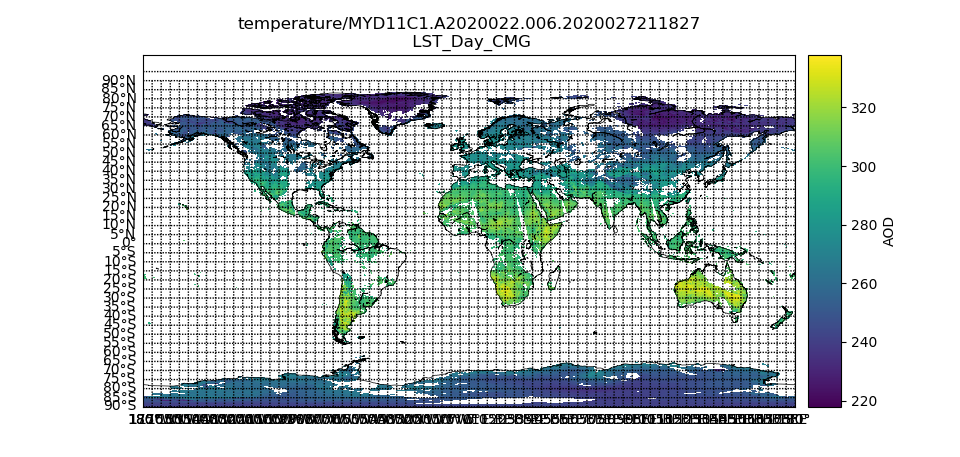 temperature/MYD11C1.A2020022.006.2020027211827
LST_Day_CMG
90°N
85°N
80°N
75°N
70°N
65°N
60°N
55°N
50°N
45°N
40°N
35°N
30°N
25°N
20°N
15°N
10°N
5°N
0°
5°S
10°S
15°S
20°S
25°S
30°S
35°S
40°S
45°S
50°S
55°S
60°S
65°S
70°S
75°S
80°S
85°S
90°S
320
300
280
260
240
220
AOD